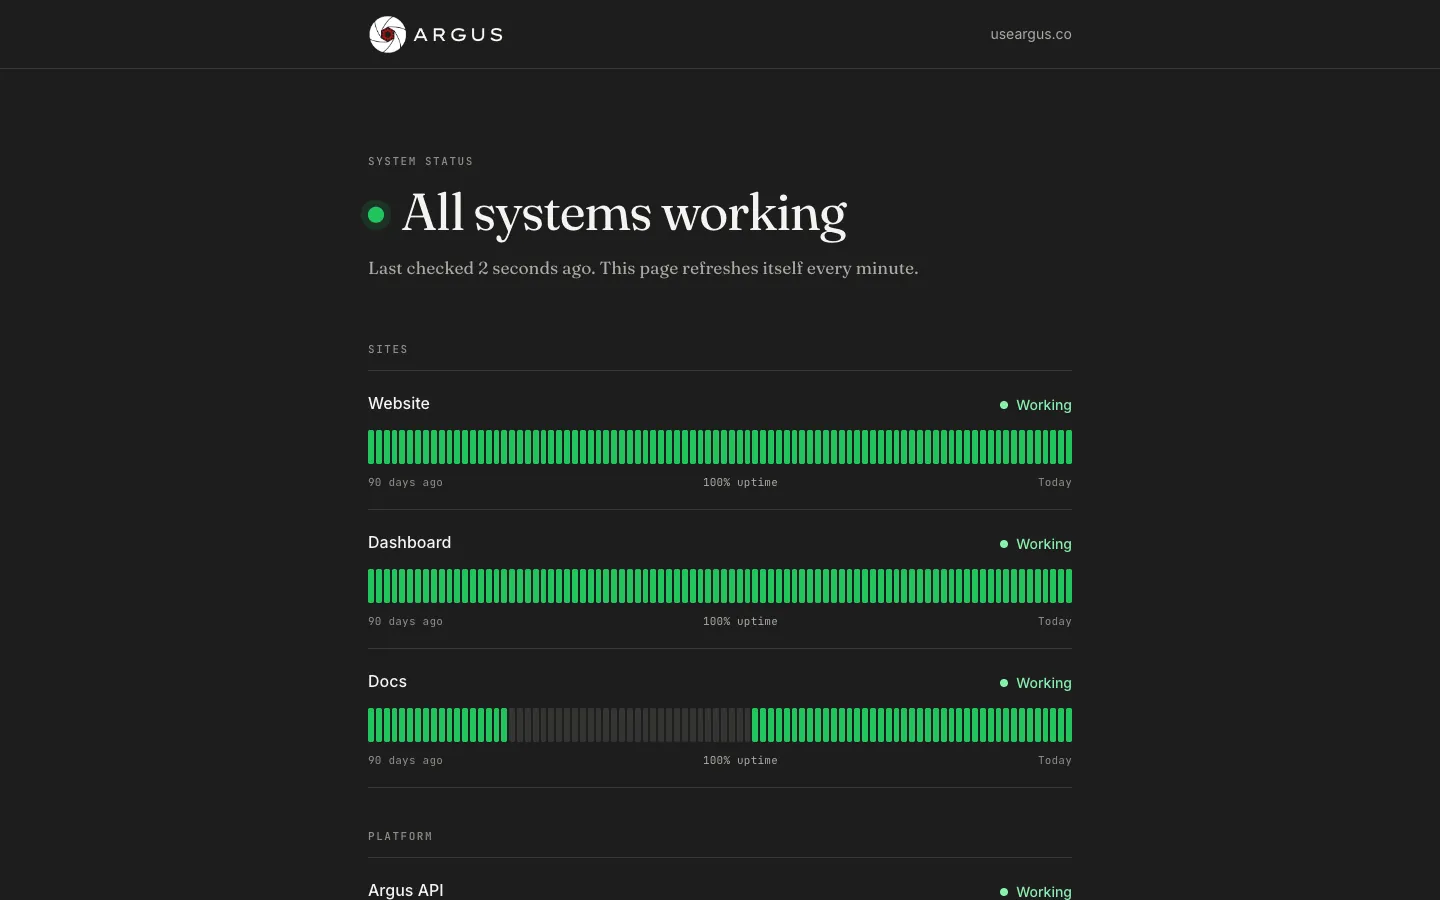 ARGUS
useargus.co
SYSTEM STATUS
All systems working
Last checked 2 seconds ago. This page refreshes itself every minute.
SITES
Website
Working
90 days ago
100% uptime
Today
Dashboard
Working
90 days ago
100% uptime
Today
Docs
Working
90 days ago
100% uptime
Today
PLATFORM
Argus API
Working